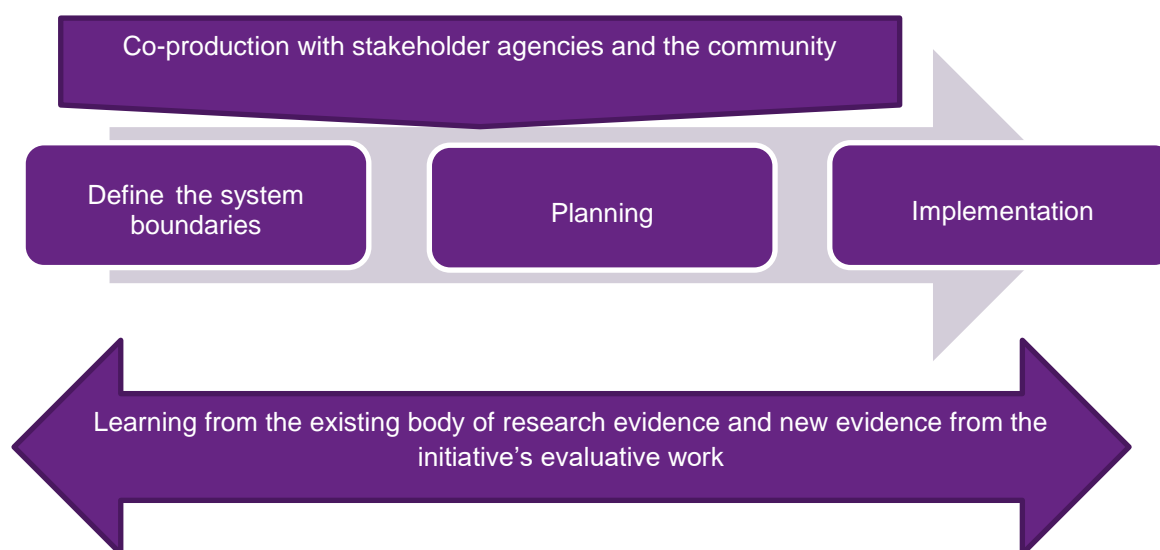 Co-production with stakeholder agencies and the community
Define the system
boundaries
Planning
Implementation
Learning from the existing body of research evidence and new evidence from the
initiative’s evaluative work